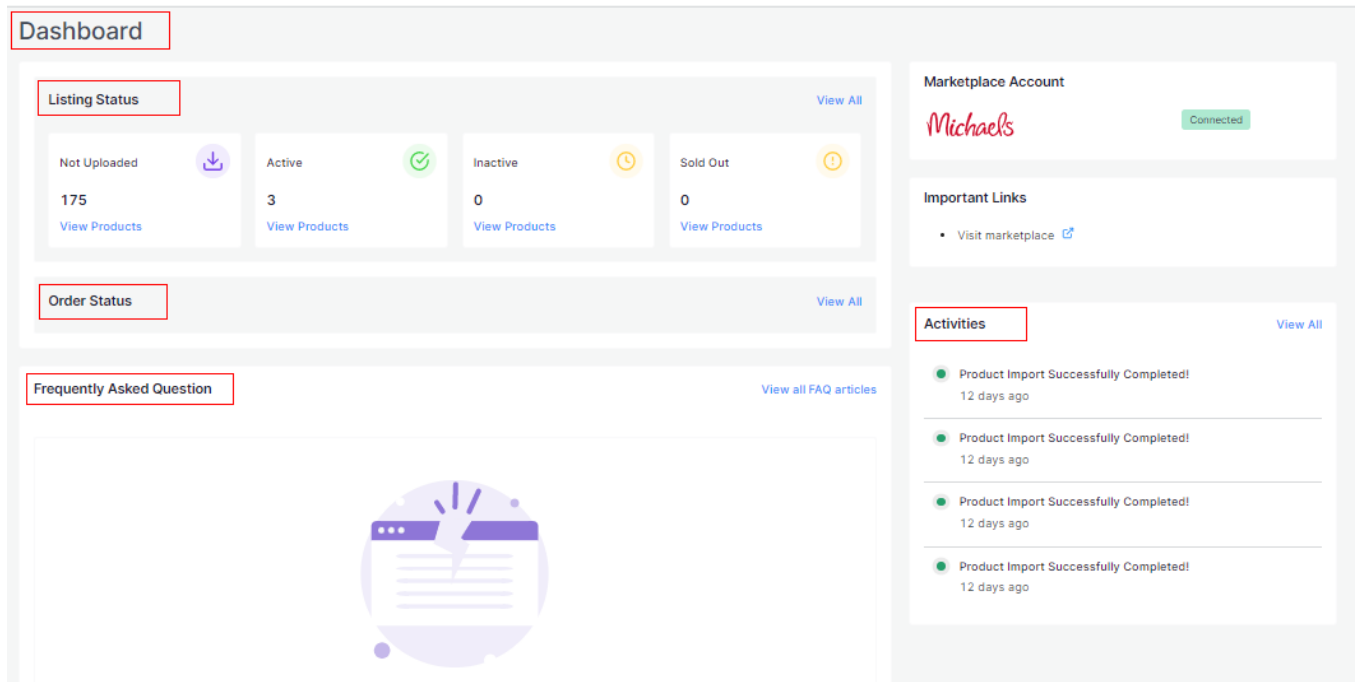 Dashboard
Listing Status
View All
Not Uploaded
175
View Products
Active
3
View Products
Inactive
0
View Products
Sold Out
0
View Products
Order Status
View All
Frequently Asked Question
View all FAQ articles
Marketplace Account
Michaels
Connected
Important Links
Visit marketplace
Activities
View All
Product Import Successfully Completed!
12 days ago
Product Import Successfully Completed!
12 days ago
Product Import Successfully Completed!
12 days ago
Product Import Successfully Completed!
12 days ago